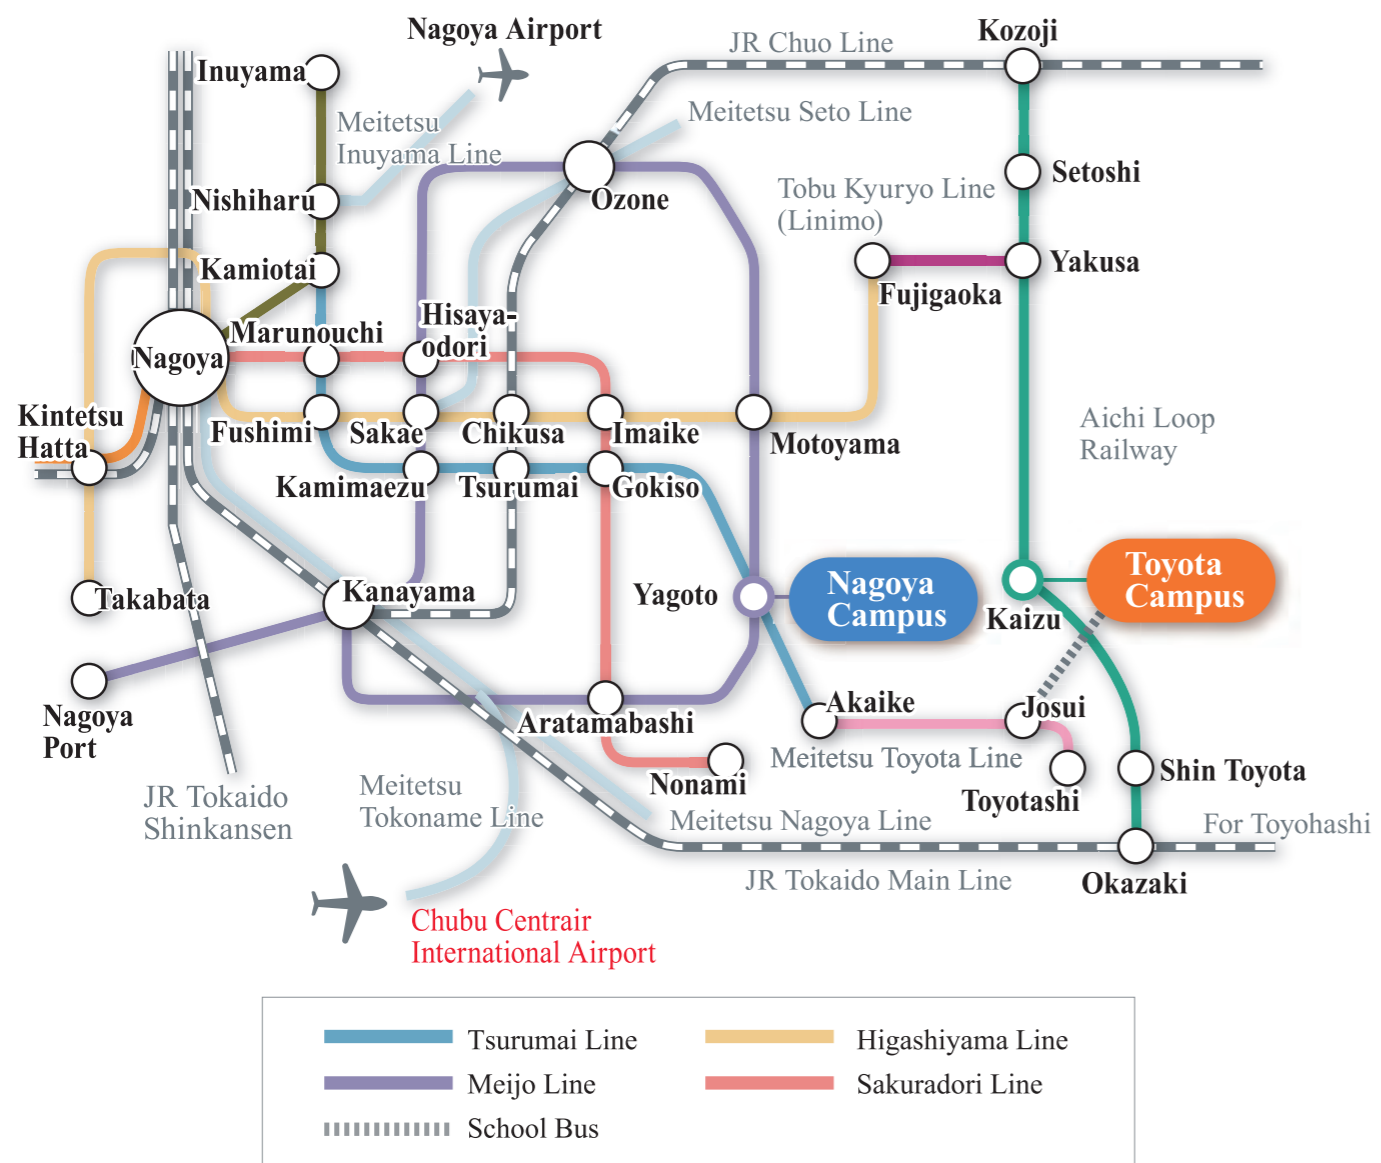 Nagoya Airport
JR Chuo Line
Kozoji
Inuyama
Meitetsu
Inuyama Line
Meitetsu Seto Line
Setoshi
Nishiharu
Ozone
Tobu Kyuryo Line
(Linimo)
Kamiotai
Yakusa
Fujigaoka
Marunouchi
Hisaya-
odori
Nagoya
Kintetsu
Hatta
Fushimi
Sakae
Chikusa
Imaike
Motoyama
Aichi Loop
Railway
Kamimaezu
Tsurumai
Gokiso
Takabata
Kanayama
Yagoto
Nagoya
Campus
Kaizu
Toyota
Campus
Nagoya
Port
Aratamabashi
Akaike
Josui
Meitetsu Toyota Line
Nonami
Toyotashi
Shin Toyota
JR Tokaido
Shinkansen
Meitetsu
Tokoname Line
Meitetsu Nagoya Line
For Toyohashi
JR Tokaido Main Line
Okazaki
Chubu Centrair
International Airport
Tsurumai Line
Higashiyama Line
Meijo Line
Sakuradori Line
School Bus